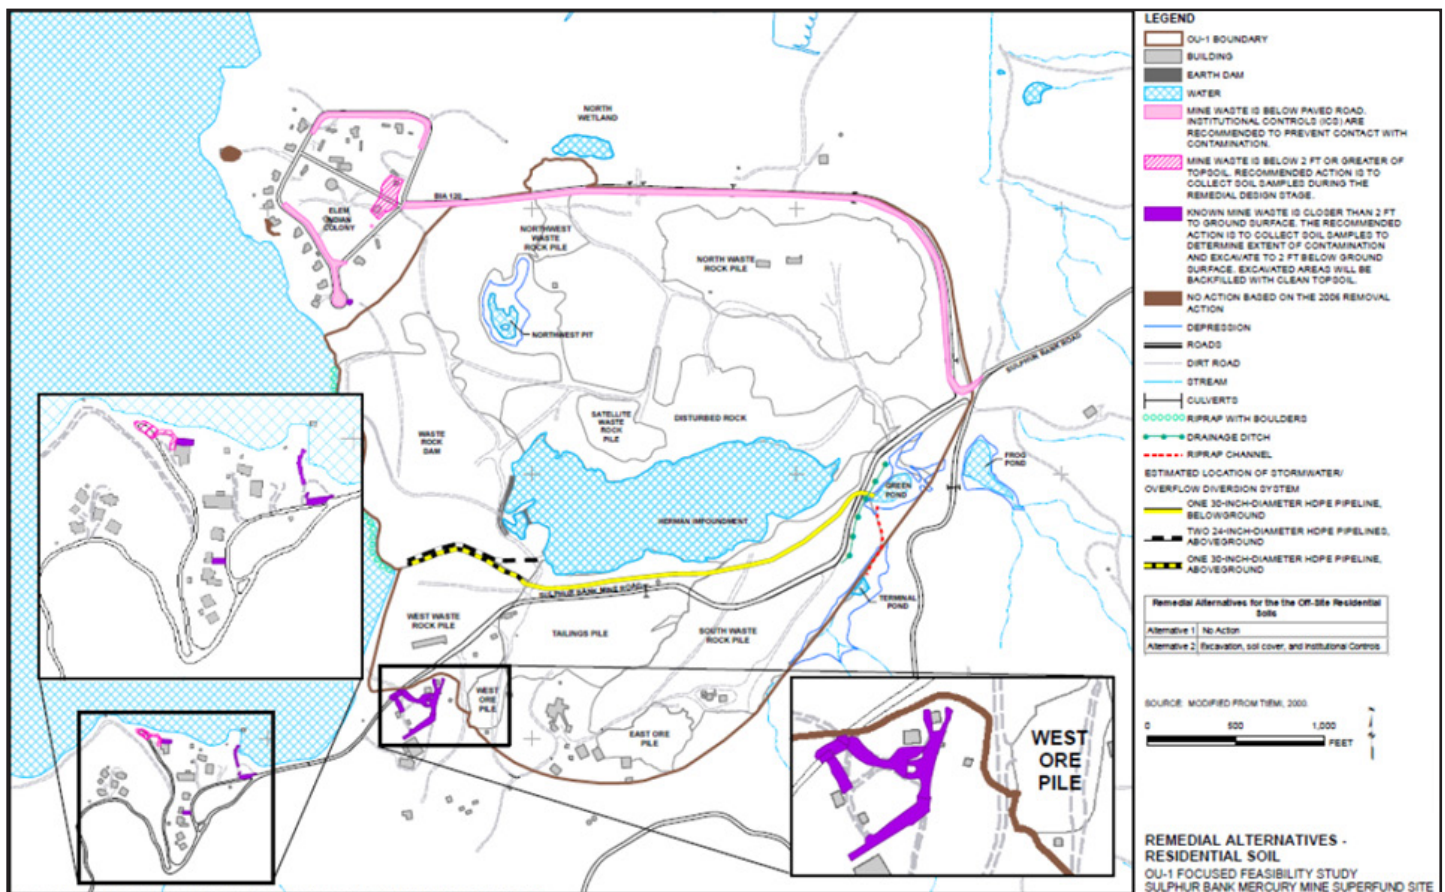 NORTH
WETLAND
BIA 120
ELEM
INDIAN
COLONY
NORTHWEST
WASTE
ROCK PILE
NORTH WASTE
ROCK PILE
NORTHWEST PIT
SULPHUR BANK ROAD
SATELLITE
WASTE
ROCK
PILE
DISTURBED ROCK
WASTE
ROCK
DAM
FROG
POND
GREEN
POND
HERMAN IMPOUNDMENT
SULPHUR BANK MINE ROAD
TERMINAL
POND
WEST WASTE
ROCK PILE
TAILINGS PILE
SOUTH WASTE
ROCK PILE
WEST
ORE
PILE
EAST ORE
PILE
WEST
ORE
PILE
LEGEND
OU-1 BOUNDARY
BUILDING
EARTH DAM
WATER
MINE WASTE IS BELOW PAVED ROAD.
INSTITUTIONAL CONTROLS (ICS) ARE
RECOMMENDED TO PREVENT CONTACT WITH
CONTAMINATION.
MINE WASTE IS BELOW 2 FT OR GREATER OF
TOPSOIL. RECOMMENDED ACTION IS TO
COLLECT SOIL SAMPLES DURING THE
REMEDIAL DESIGN STAGE.
KNOWN MINE WASTE IS CLOSER THAN 2 FT
TO GROUND SURFACE. THE RECOMMENDED
ACTION IS TO COLLECT SOIL SAMPLES TO
DETERMINE EXTENT OF CONTAMINATION
AND EXCAVATE TO 2 FT BELOW GROUND
SURFACE. EXCAVATED AREAS WILL BE
BACKFILLED WITH CLEAN TOPSOIL.
NO ACTION BASED ON THE 2006 REMOVAL
ACTION
DEPRESSION
ROADS
DIRT ROAD
STREAM
CULVERTS
RIPRAP WITH BOULDERS
DRAINAGE DITCH
RIPRAP CHANNEL
ESTIMATED LOCATION OF STORMWATER/
OVERFLOW DIVERSION SYSTEM
ONE 30-INCH-DIAMETER HDPE PIPELINE,
BELOWGROUND
TWO 24-INCH-DIAMETER HDPE PIPELINES,
ABOVEGROUND
ONE 30-INCH-DIAMETER HDPE PIPELINE,
ABOVEGROUND
Remedial Alternatives for the the Off-Site Residential
Soils
Alternative 1 No Action
Alternative 2 Excavation, soil cover, and Institutional Controls
SOURCE: MODIFIED FROM TIEMI, 2000.
0 500 1,000
FEET
REMEDIAL ALTERNATIVES -
RESIDENTIAL SOIL
OU-1 FOCUSED FEASIBILITY STUDY
SULPHUR BANK MERCURY MINE SUPERFUND SITE